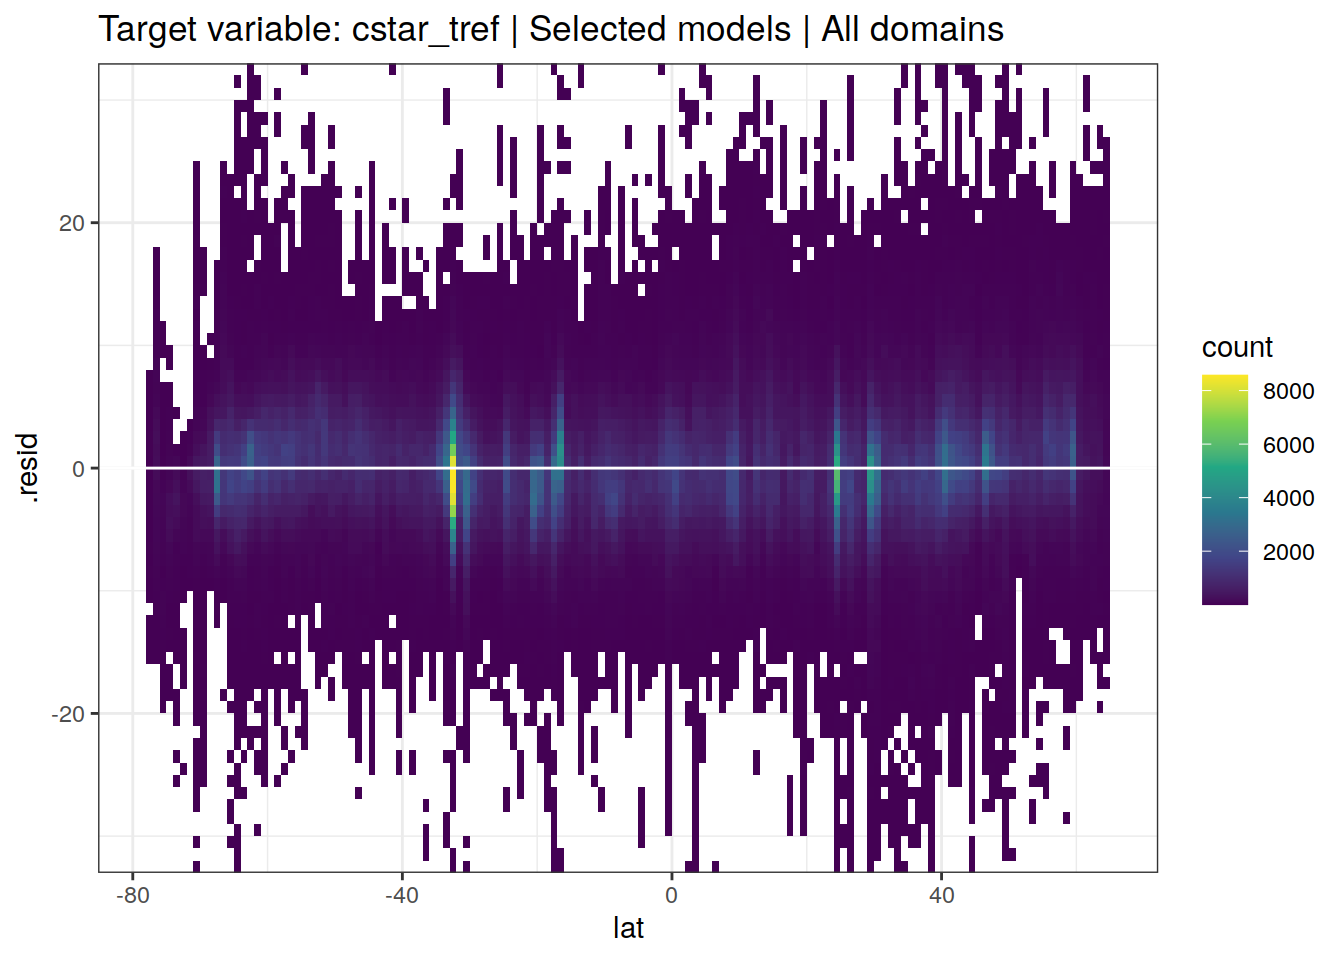 Target variable: cstar_tref | Selected models | All domains
.resid
20
0
-20
-80
-40
0
40
lat
count
8000
6000
4000
2000